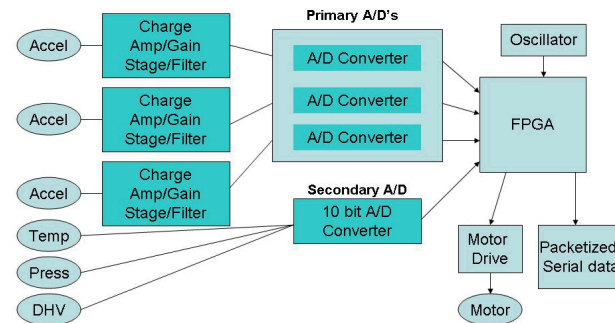 Primary A/D's
Accel
Charge
Amp/Gain
Stage/Filter
A/D Converter
Oscillator
Accel
Charge
Amp/Gain
Stage/Filter
A/D Converter
FPGA
A/D Converter
Accel
Charge
Amp/Gain
Stage/Filter
Secondary A/D
10 bit A/D
Converter
Temp
Press
DHV
Motor
Drive
Packetized
Serial data
Motor